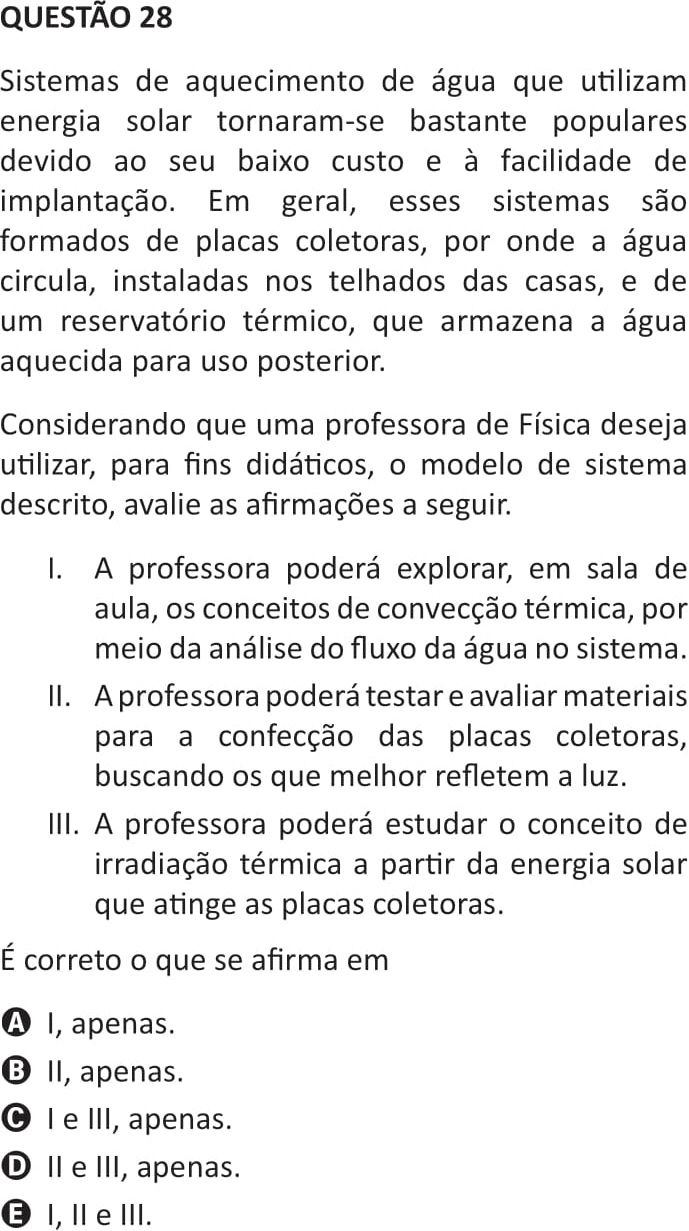 QUESTÃO 28
Sistemas de aquecimento de água que utilizam
energia solar tornaram-se bastante populares
devido ao seu baixo custo e à facilidade de
implantação. Em geral, esses sistemas são
formados de placas coletoras, por onde a água
circula, instaladas nos telhados das casas, e de
um reservatório térmico, que armazena a água
aquecida para uso posterior.
Considerando que uma professora de Física deseja
utilizar, para fins didáticos, o modelo de sistema
descrito, avalie as afirmações a seguir.
I. A professora poderá explorar, em sala de
aula, os conceitos de convecção térmica, por
meio da análise do fluxo da água no sistema.
II. A professora poderá testar e avaliar materiais
para a confecção das placas coletoras,
buscando os que melhor refletem a luz.
III. A professora poderá estudar o conceito de
irradiação térmica a partir da energia solar
que atinge as placas coletoras.
É correto o que se afirma em
A I, apenas.
B II, apenas.
C I e III, apenas.
D II e III, apenas.
E I, II e III.